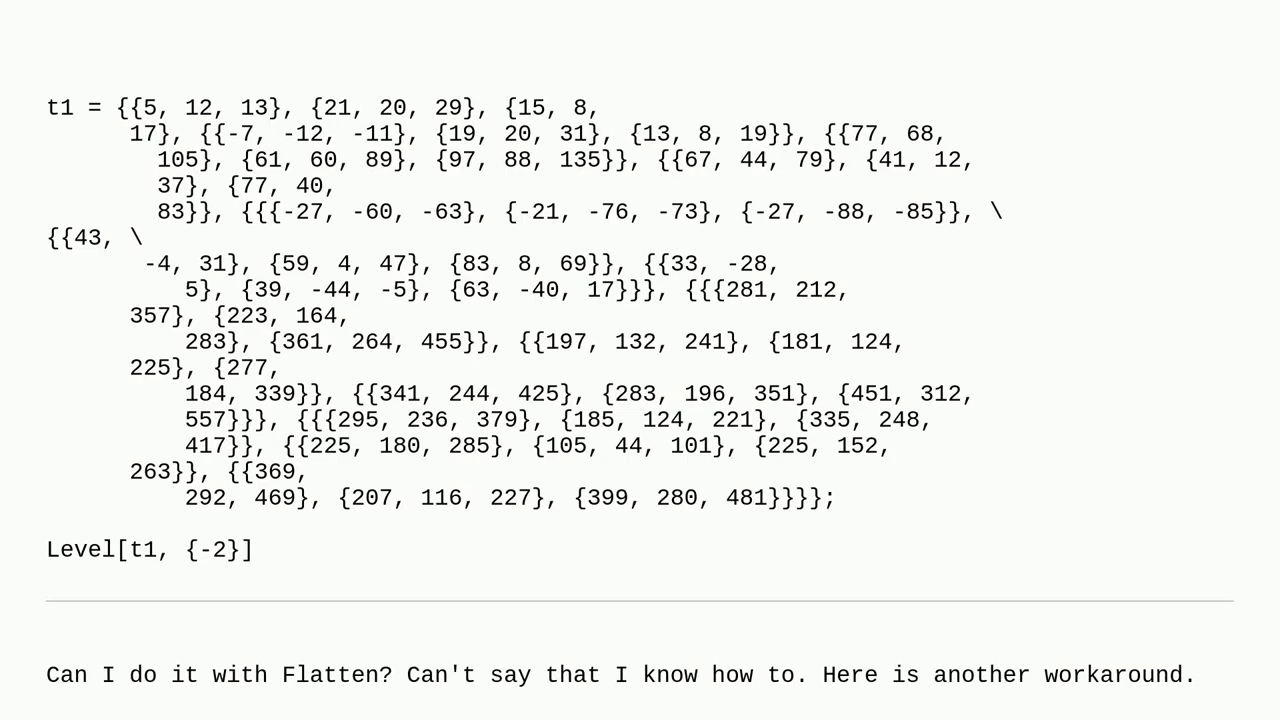 t1 = {{5, 12, 13}, {21, 20, 29}, {15, 8,
17}, {{-7, -12, -11}, {19, 20, 31}, {13, 8, 19}}, {{77, 68,
105}, {61, 60, 89}, {97, 88, 135}}, {{67, 44, 79}, {41, 12,
37}, {77, 40,
83}}, {{{-27, -60, -63}, {-21, -76, -73}, {-27, -88, -85}}, \
{{43, \
-4, 31}, {59, 4, 47}, {83, 8, 69}}, {{33, -28,
5}, {39, -44, -5}, {63, -40, 17}}}, {{{281, 212,
357}, {223, 164,
283}, {361, 264, 455}}, {{197, 132, 241}, {181, 124,
225}, {277,
184, 339}}, {{341, 244, 425}, {283, 196, 351}, {451, 312,
557}}}, {{{295, 236, 379}, {185, 124, 221}, {335, 248,
417}}, {{225, 180, 285}, {105, 44, 101}, {225, 152,
263}}, {{369,
292, 469}, {207, 116, 227}, {399, 280, 481}}}};
Level[t1, {-2}]
Can I do it with Flatten? Can't say that I know how to. Here is another workaround.